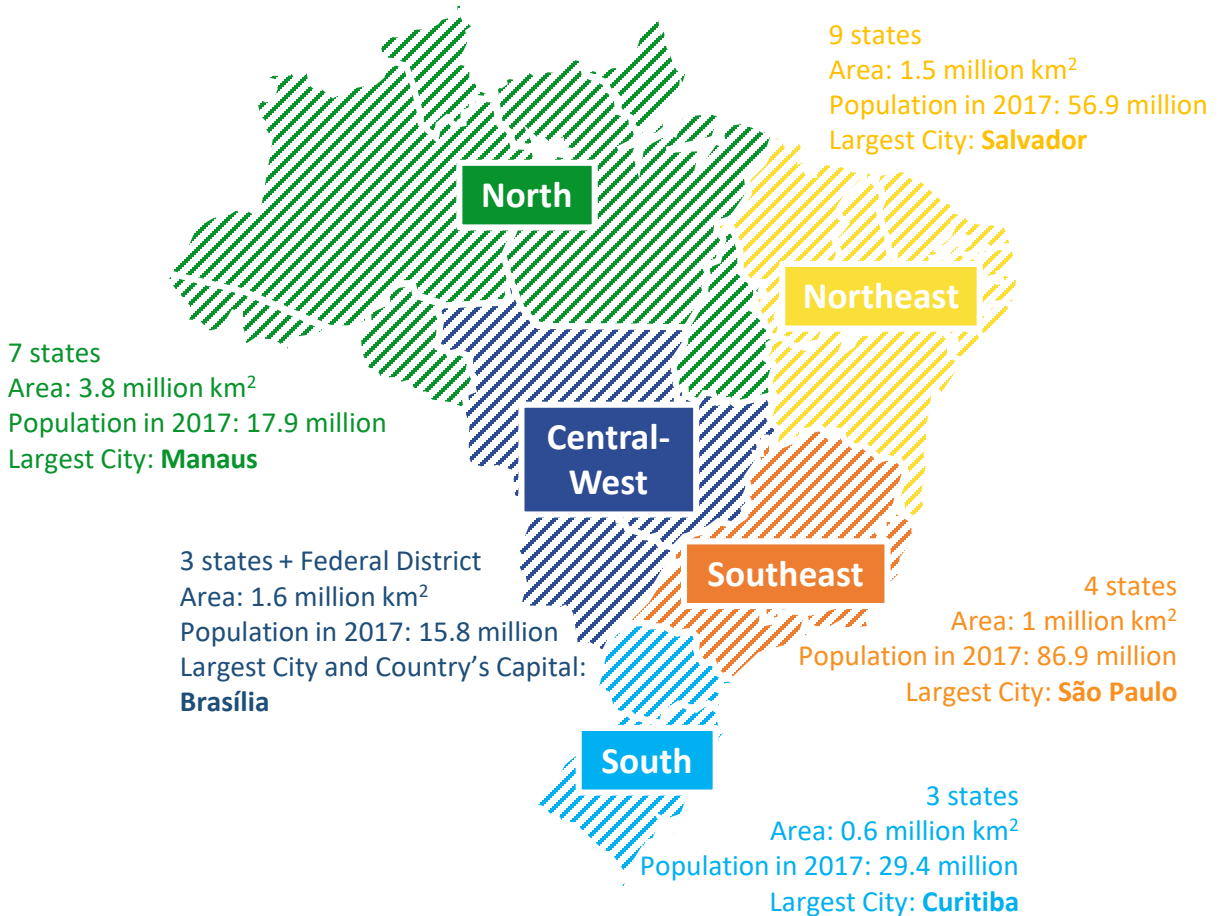 9 states
Area: 1.5 million km²
Population in 2017: 56.9 million
Largest City: Salvador
North
Northeast
7 states
Area: 3.8 million km²
Population in 2017: 17.9 million
Largest City: Manaus
Central-
West
3 states + Federal District
Area: 1.6 million km²
Population in 2017: 15.8 million
Largest City and Country’s Capital:
Brasília
Southeast
4 states
Area: 1 million km²
Population in 2017: 86.9 million
Largest City: São Paulo
South
3 states
Area: 0.6 million km²
Population in 2017: 29.4 million
Largest City: Curitiba